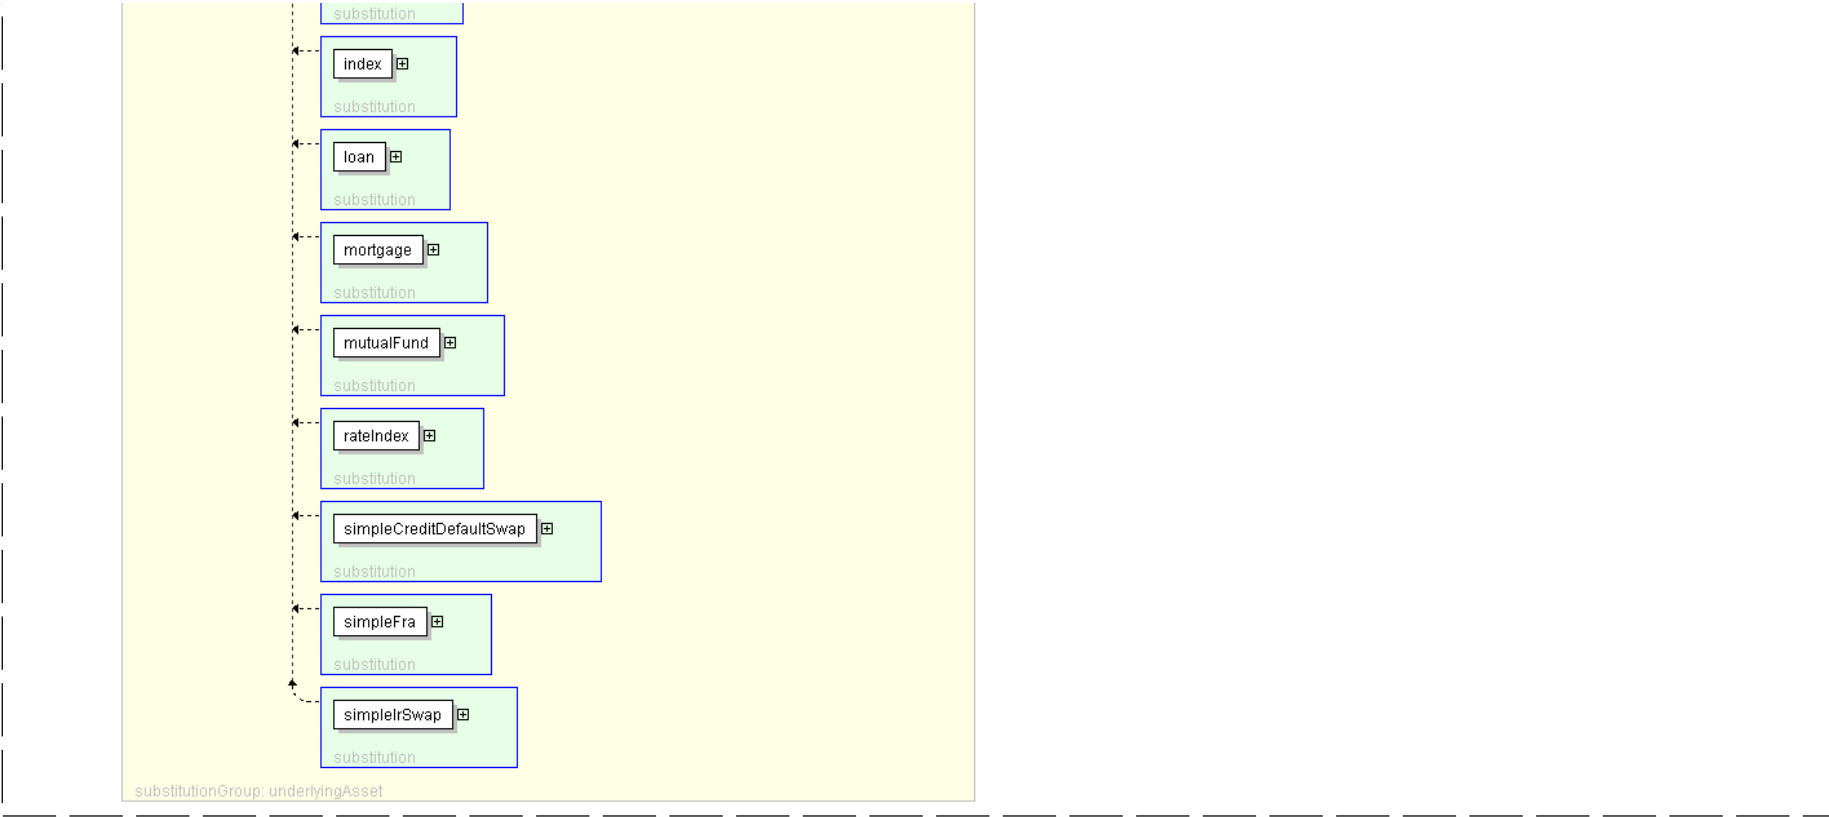 substitution
index
substitution
loan
substitution
mortgage
substitution
mutualFund
substitution
rateIndex
substitution
simpleCreditDefaultSwap
substitution
simpleFra
substitution
simpleIrSwap
substitution
substitutionGroup: underlyingAsset